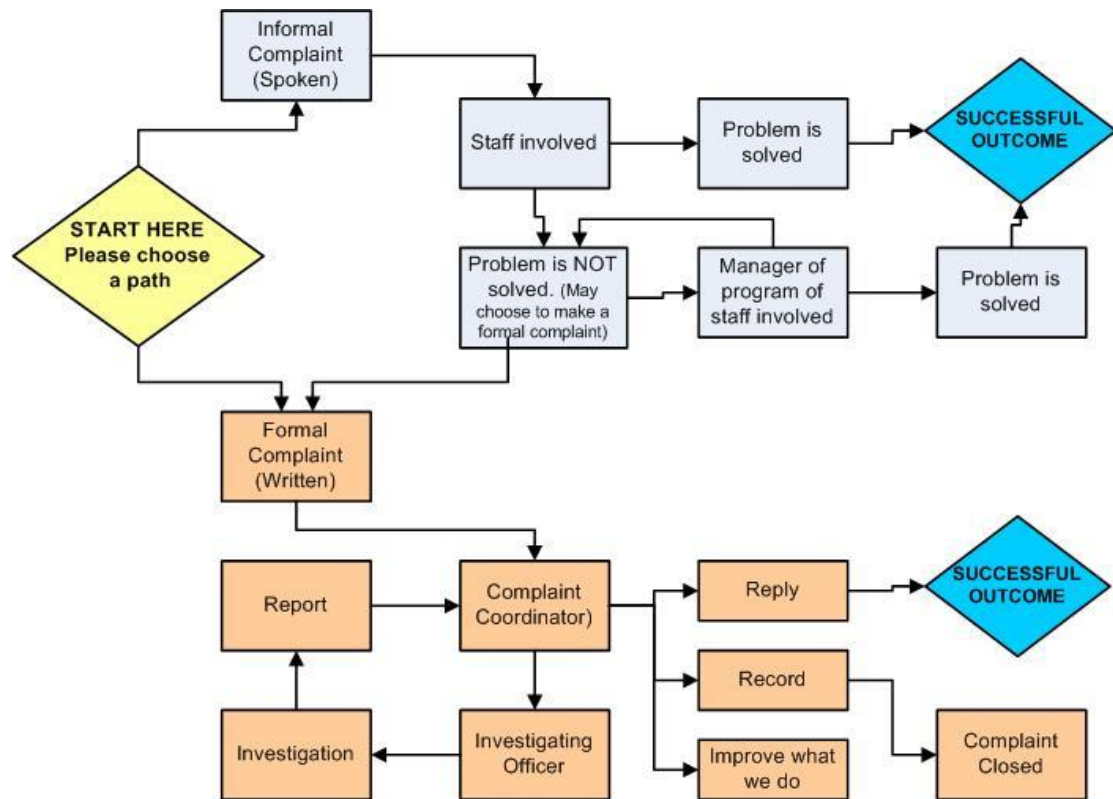 Informal
Complaint
(Spoken)
Staff involved
Problem is
solved
SUCCESSFUL
OUTCOME
START HERE
Please choose
a path
Problem is NOT
solved. (May
choose to make a
formal complaint)
Manager of
program of
staff involved
Problem is
solved
Formal
Complaint
(Written)
Report
Complaint
Coordinator)
Reply
SUCCESSFUL
OUTCOME
Record
Investigation
Investigating
Officer
Improve what
we do
Complaint
Closed